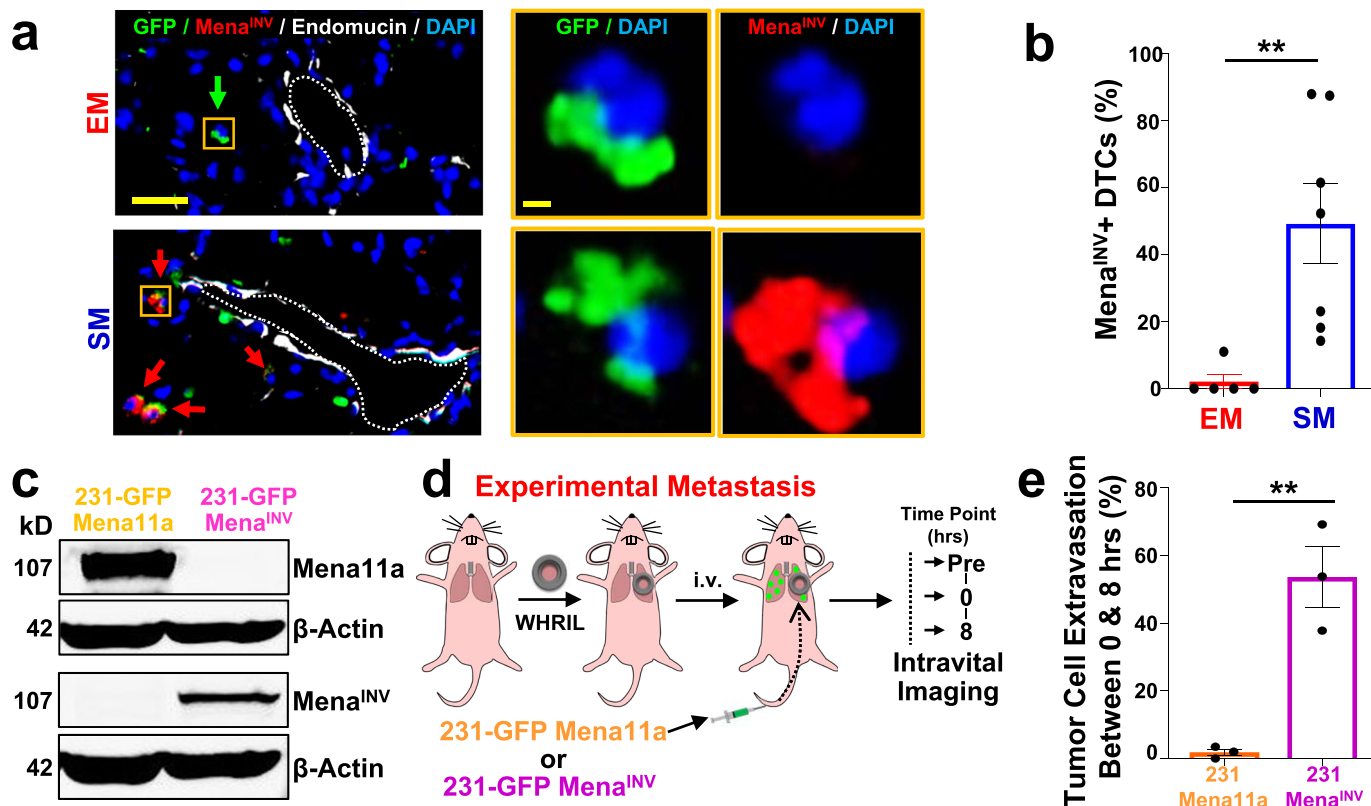 a
GFP / Mena^INV / Endomucin / DAPI
GFP / DAPI
Mena^INV / DAPI
EM
SM
b
Mena^INV+ DTCs (%)
**
100
80
60
40
20
0
EM
SM
c
231-GFP
Mena11a
231-GFP
Mena^INV
kD
107
Mena11a
42
β-Actin
107
Mena^INV
42
β-Actin
d
Experimental Metastasis
WHRIL
i.v.
Time Point
(hrs)
Pre
0
8
Intravital
Imaging
231-GFP Mena11a
or
231-GFP Mena^INV
e
Tumor Cell Extravasation
Between 0 & 8 hrs (%)
**
80
60
40
20
0
231
Mena11a
231
Mena^INV